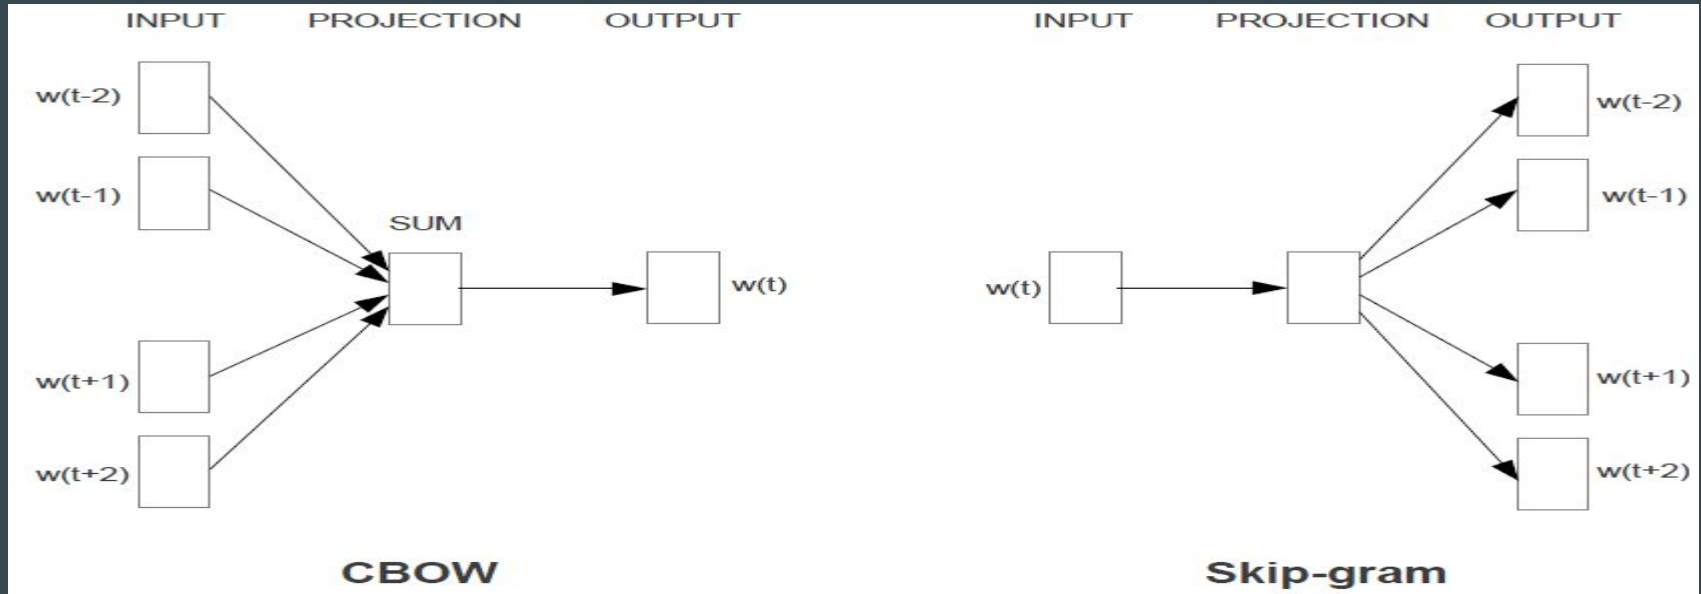 INPUT PROJECTION OUTPUT
w(t-2)
w(t-1)
SUM
w(t)
w(t+1)
w(t+2)
CBOW
INPUT PROJECTION OUTPUT
w(t-2)
w(t-1)
w(t)
w(t+1)
w(t+2)
Skip-gram